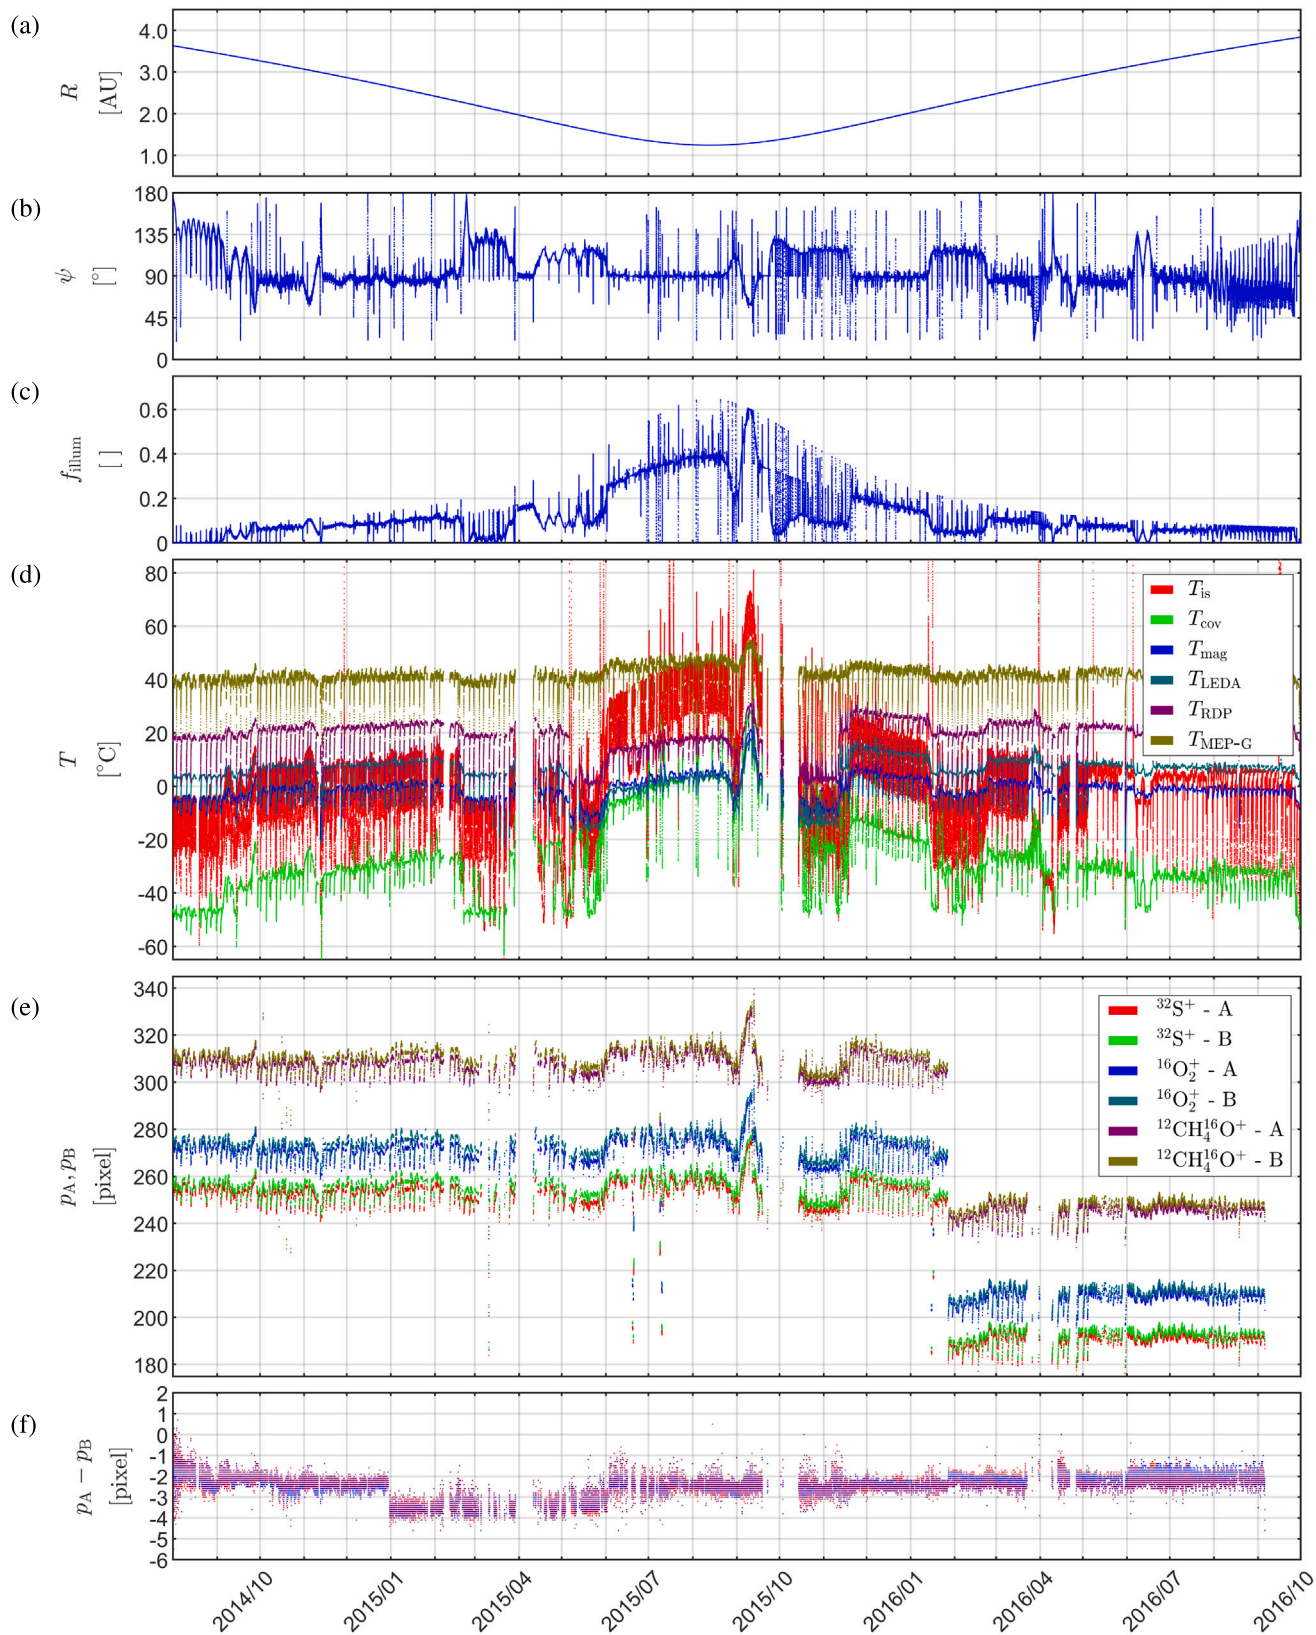 (a)
4.0
3.0
2.0
1.0
R
[AU]
(b)
180
135
90
45
0
ψ
[°]
(c)
0.6
0.4
0.2
0
f_illum
[ ]
(d)
80
60
40
20
0
-20
-40
-60
T
[°C]
T_is
T_cov
T_mag
T_LEDA
T_RDP
T_MEP-G
(e)
340
320
300
280
260
240
220
200
180
p_A, p_B
[pixel]
³²S⁺ - A
³²S⁺ - B
¹⁶O₂⁺ - A
¹⁶O₂⁺ - B
¹²CH₄¹⁶O⁺ - A
¹²CH₄¹⁶O⁺ - B
(f)
2
1
0
-1
-2
-3
-4
-5
-6
p_A − p_B
[pixel]
2014/10
2015/01
2015/04
2015/07
2015/10
2016/01
2016/04
2016/07
2016/10